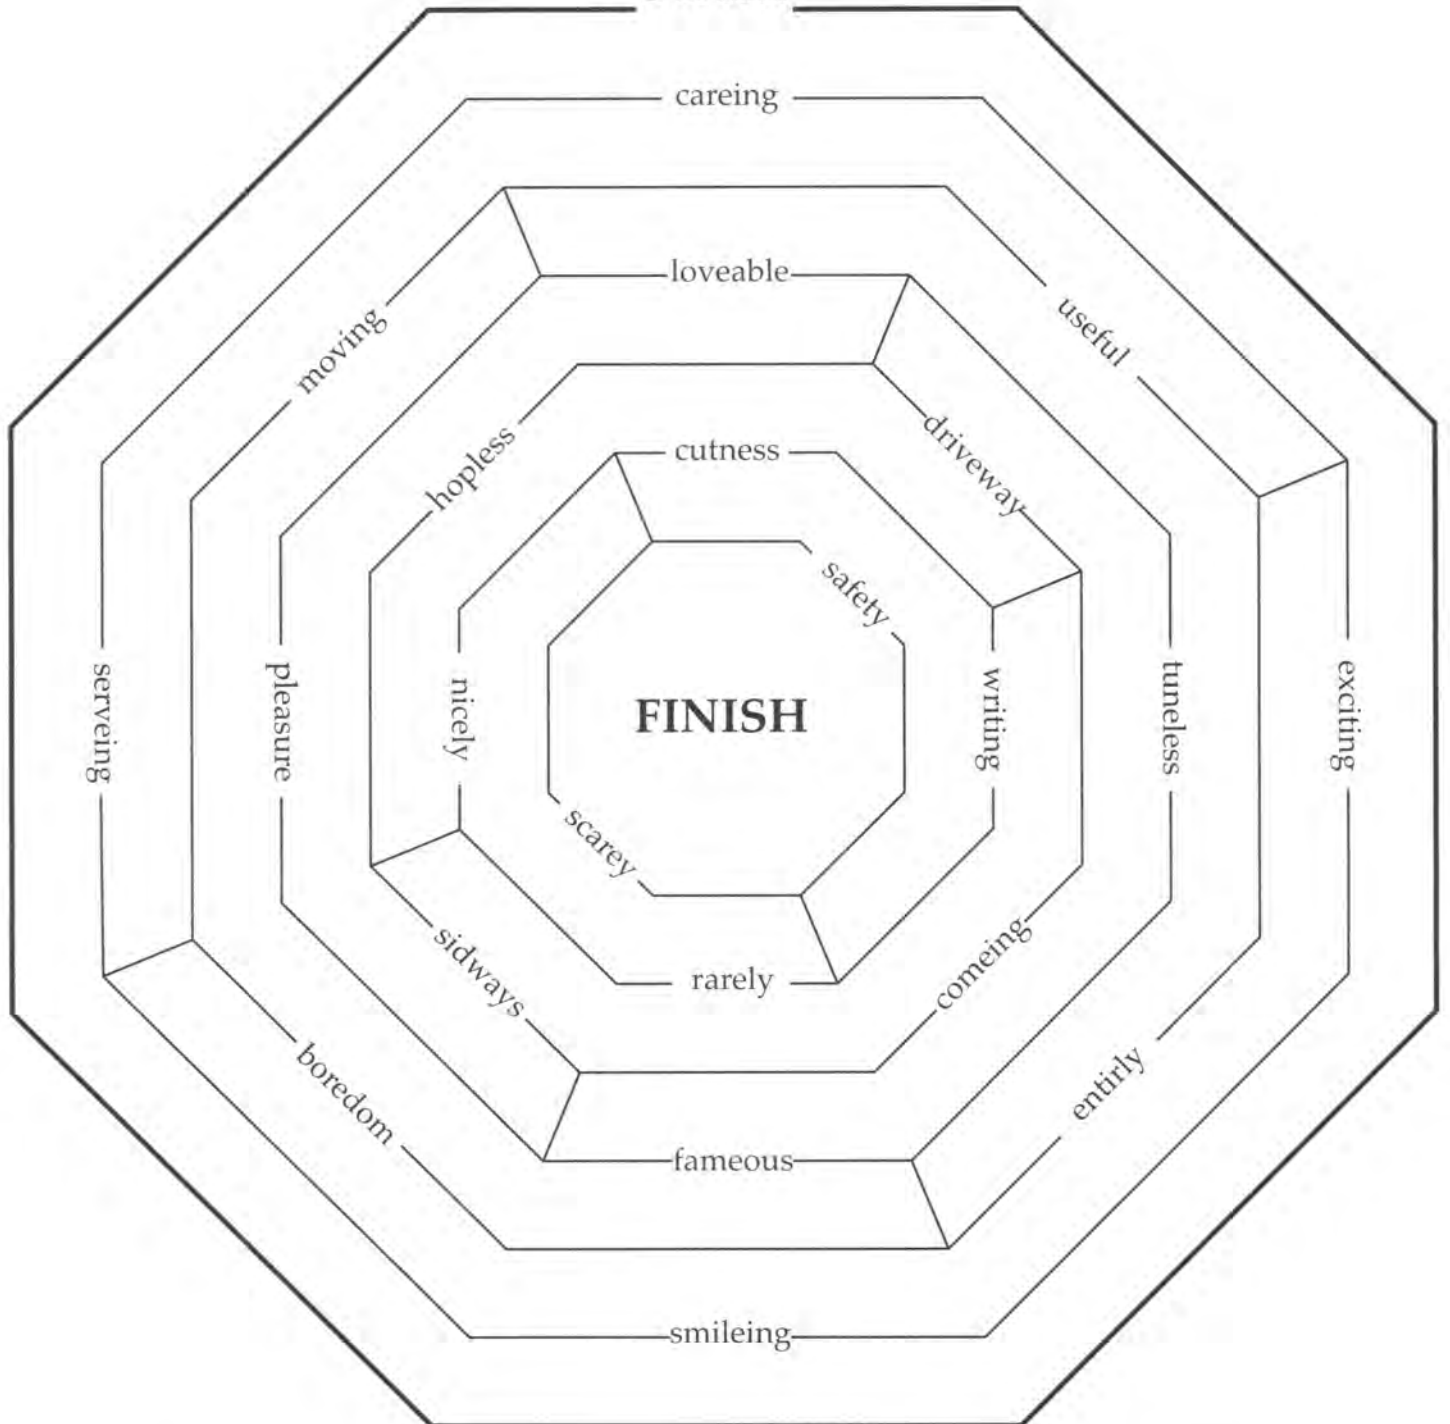 careing
loveable
moving
useful
hopless
driveway
cutness
safety
serveing
pleasure
nicely
FINISH
writing
tuneless
exciting
scarey
sidways
rarely
comeing
boredom
entirly
fameous
smileing